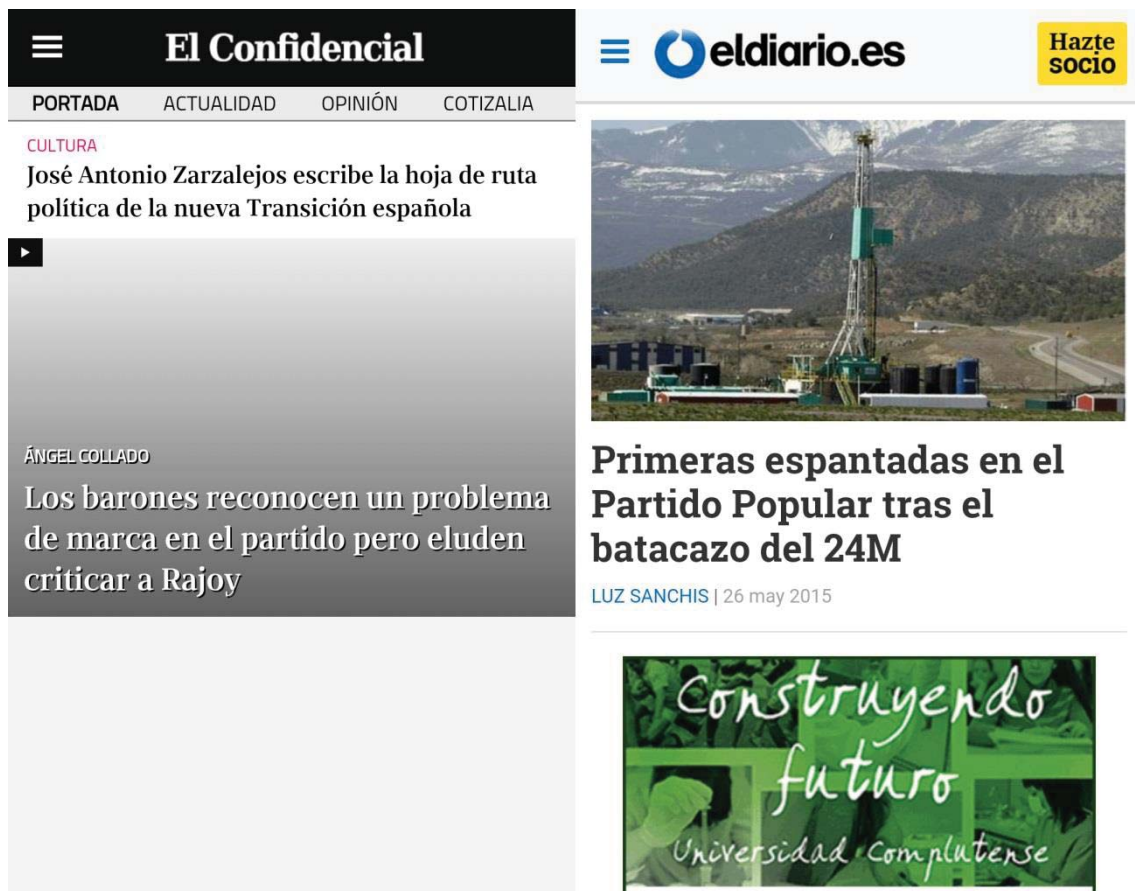 El Confidencial
PORTADA ACTUALIDAD OPINIÓN COTIZALIA
CULTURA
José Antonio Zarzalejos escribe la hoja de ruta
política de la nueva Transición española
ÁNGEL COLLADO
Los barones reconocen un problema
de marca en el partido pero eluden
criticar a Rajoy
eldiario.es
Hazte
socio
Primeras espantadas en el
Partido Popular tras el
batacazo del 24M
LUZ SANCHIS | 26 may 2015
Construyendo
futuro
Universidad Complutense